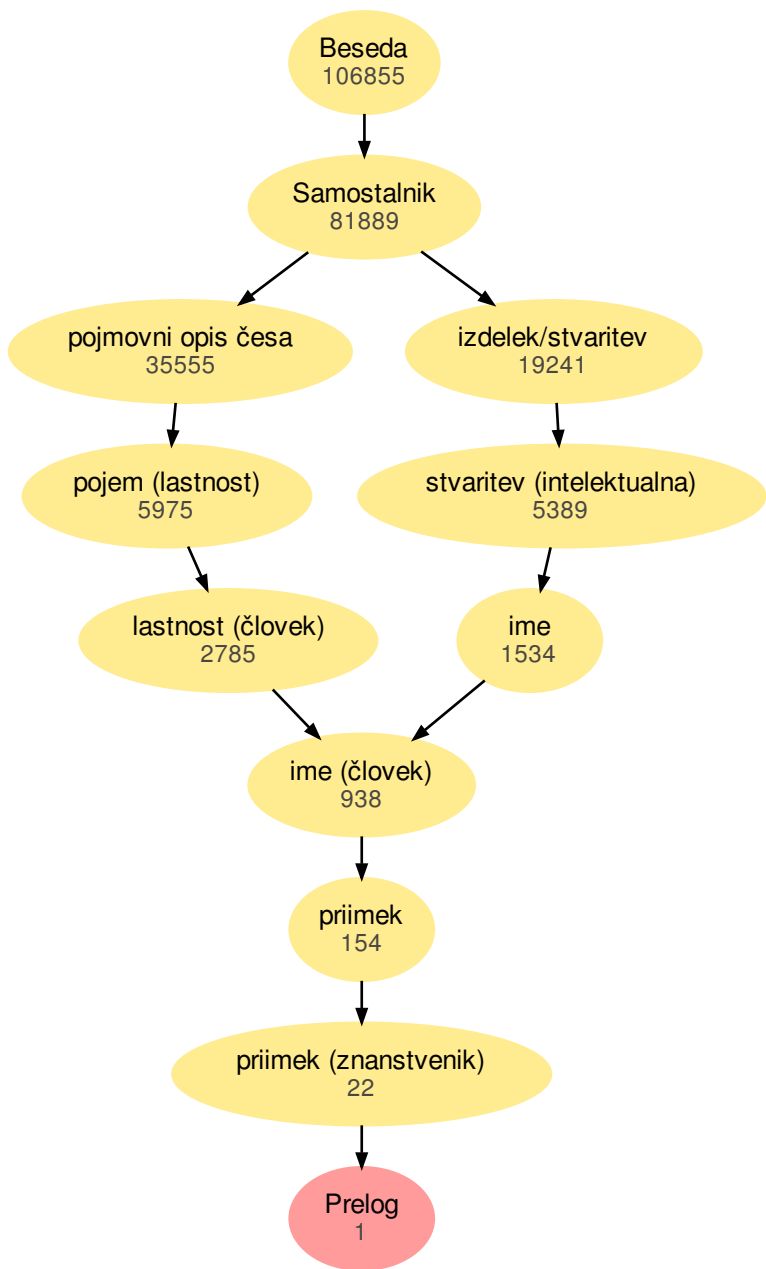 Beseda
106855
Samostalnik
81889
pojmovni opis česa
35555
izdelek/stvaritev
19241
pojem (lastnost)
5975
stvaritev (intelektualna)
5389
lastnost (človek)
2785
ime
1534
ime (človek)
938
priimek
154
priimek (znanstvenik)
22
Prelog
1